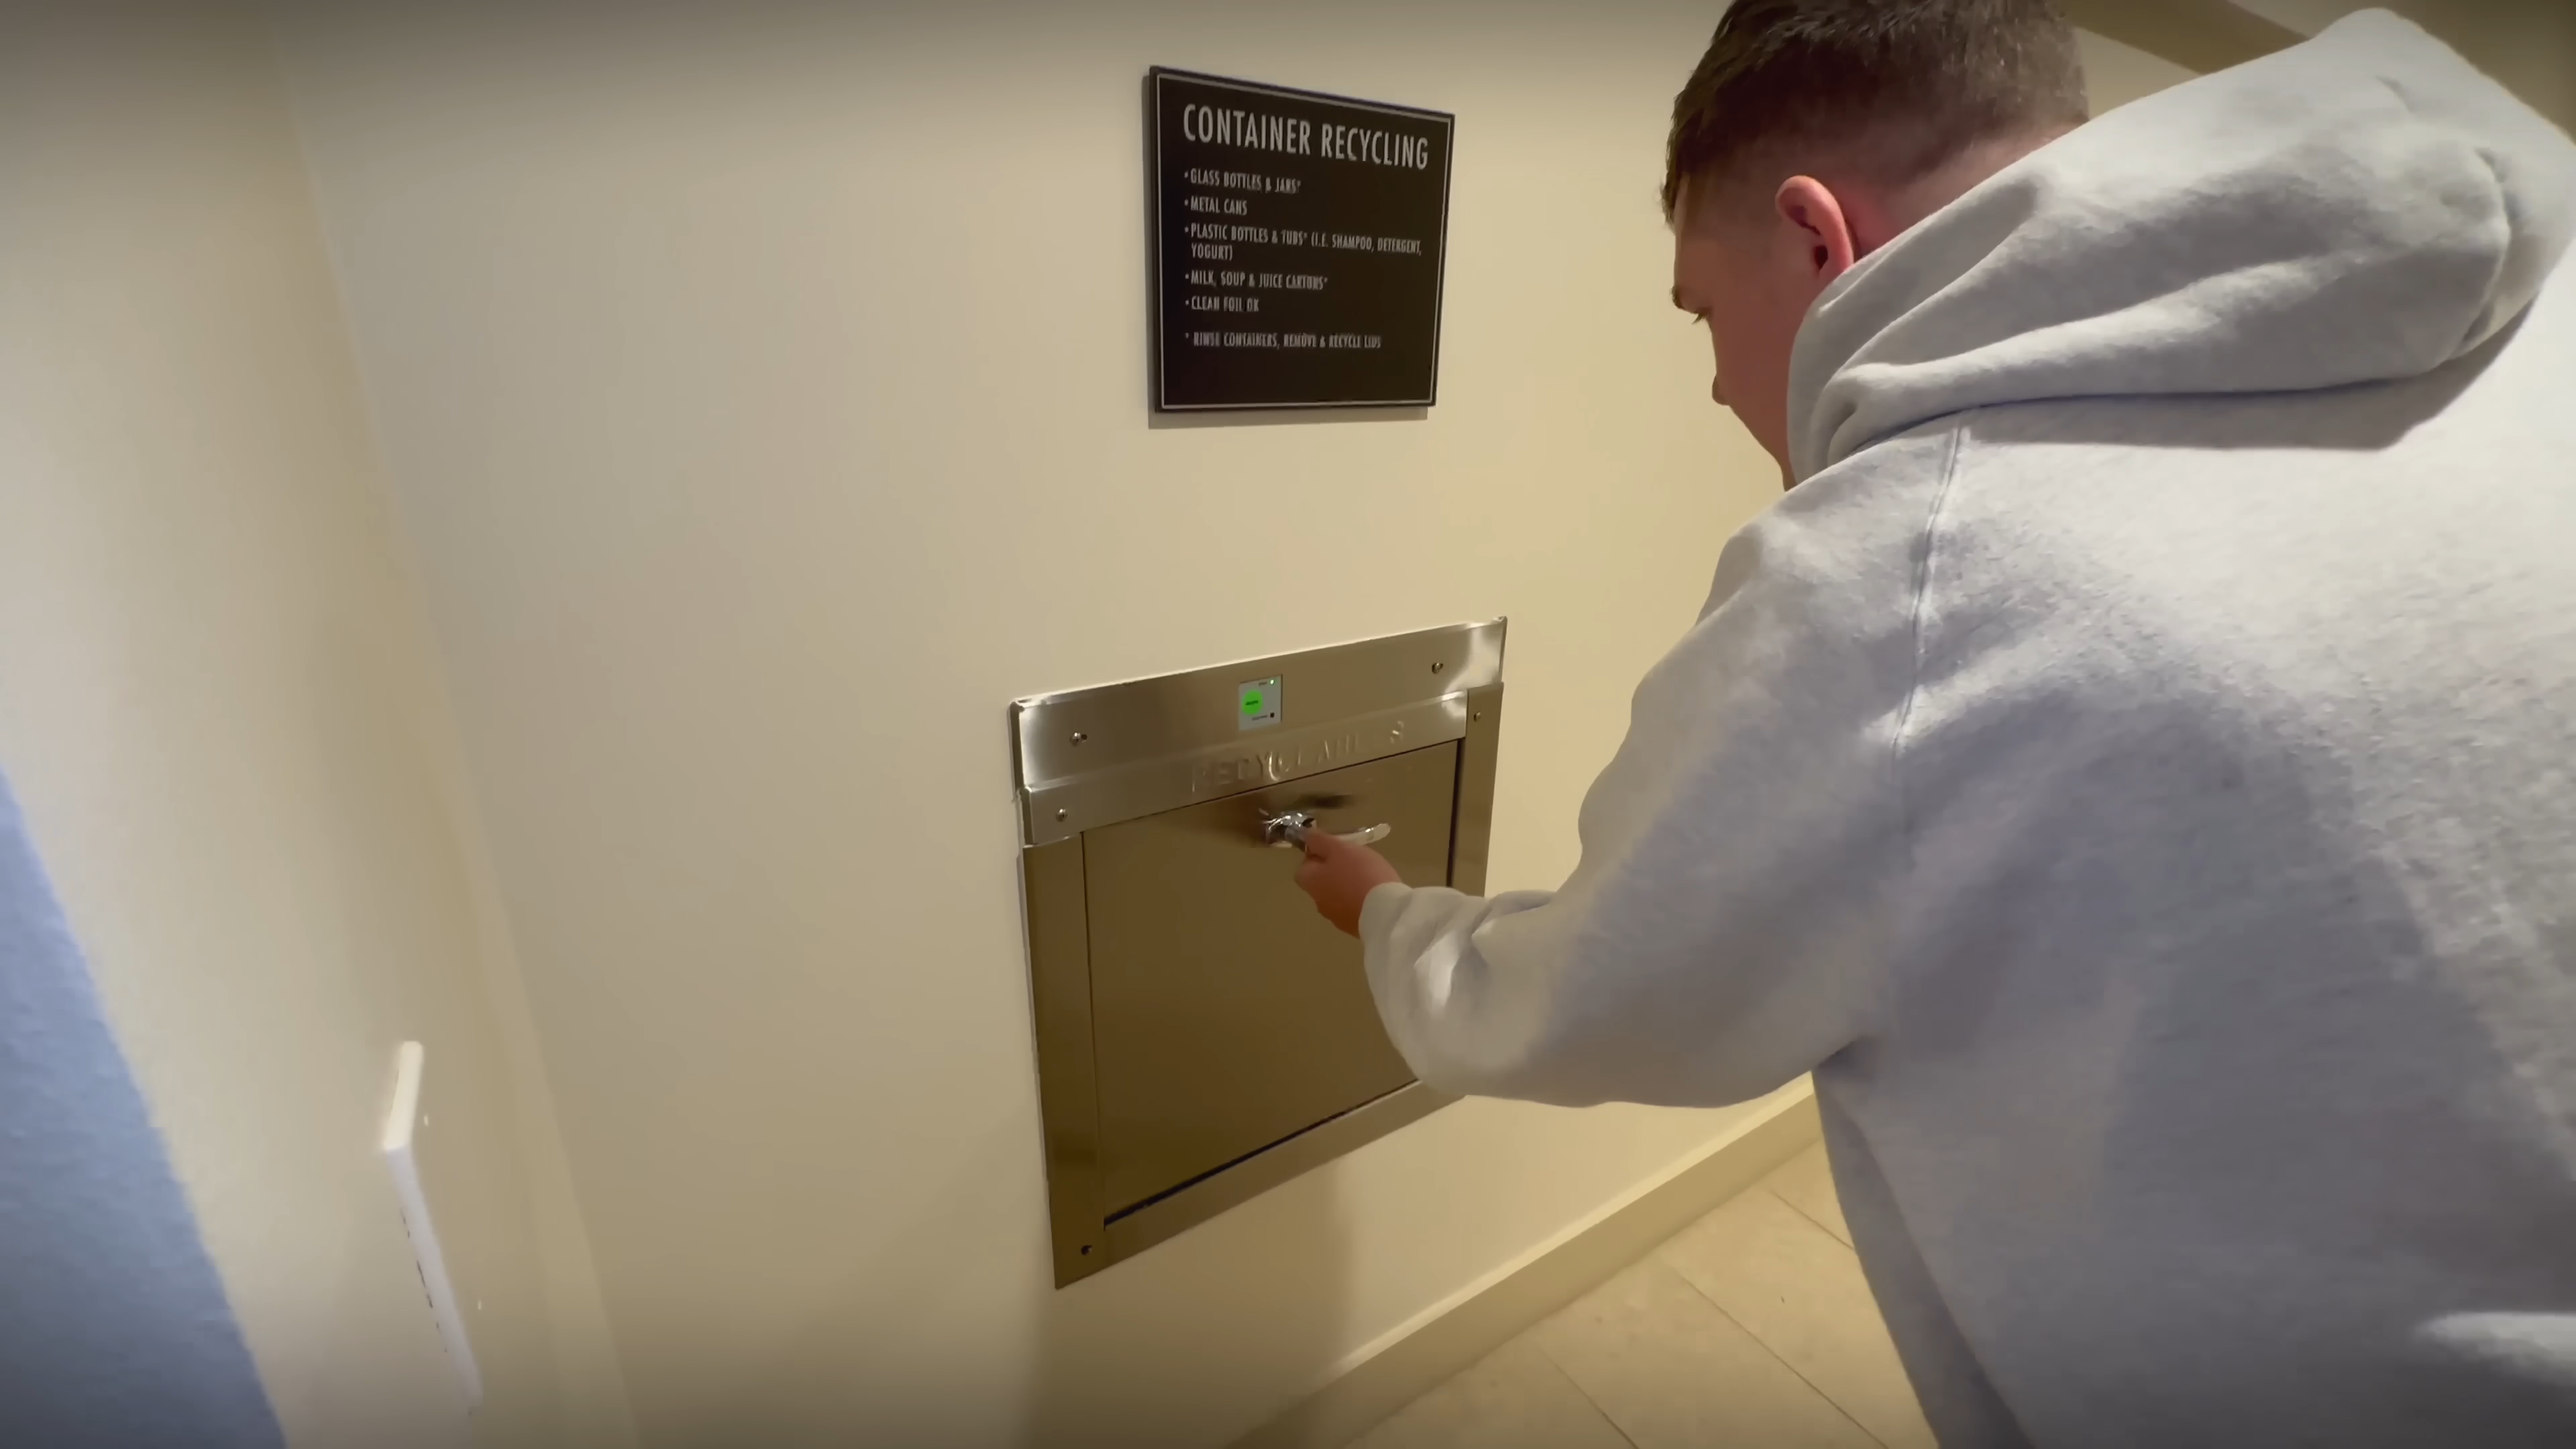 CONTAINER RECYCLING
• GLASS BOTTLES & JARS*
• METAL CANS
• PLASTIC BOTTLES & TUBS* (I.E. SHAMPOO, DETERGENT,
YOGURT)
• MILK, SOUP & JUICE CARTONS*
• CLEAN FOIL OK
* RINSE CONTAINERS, REMOVE & RECYCLE LIDS
RECYCLABLES